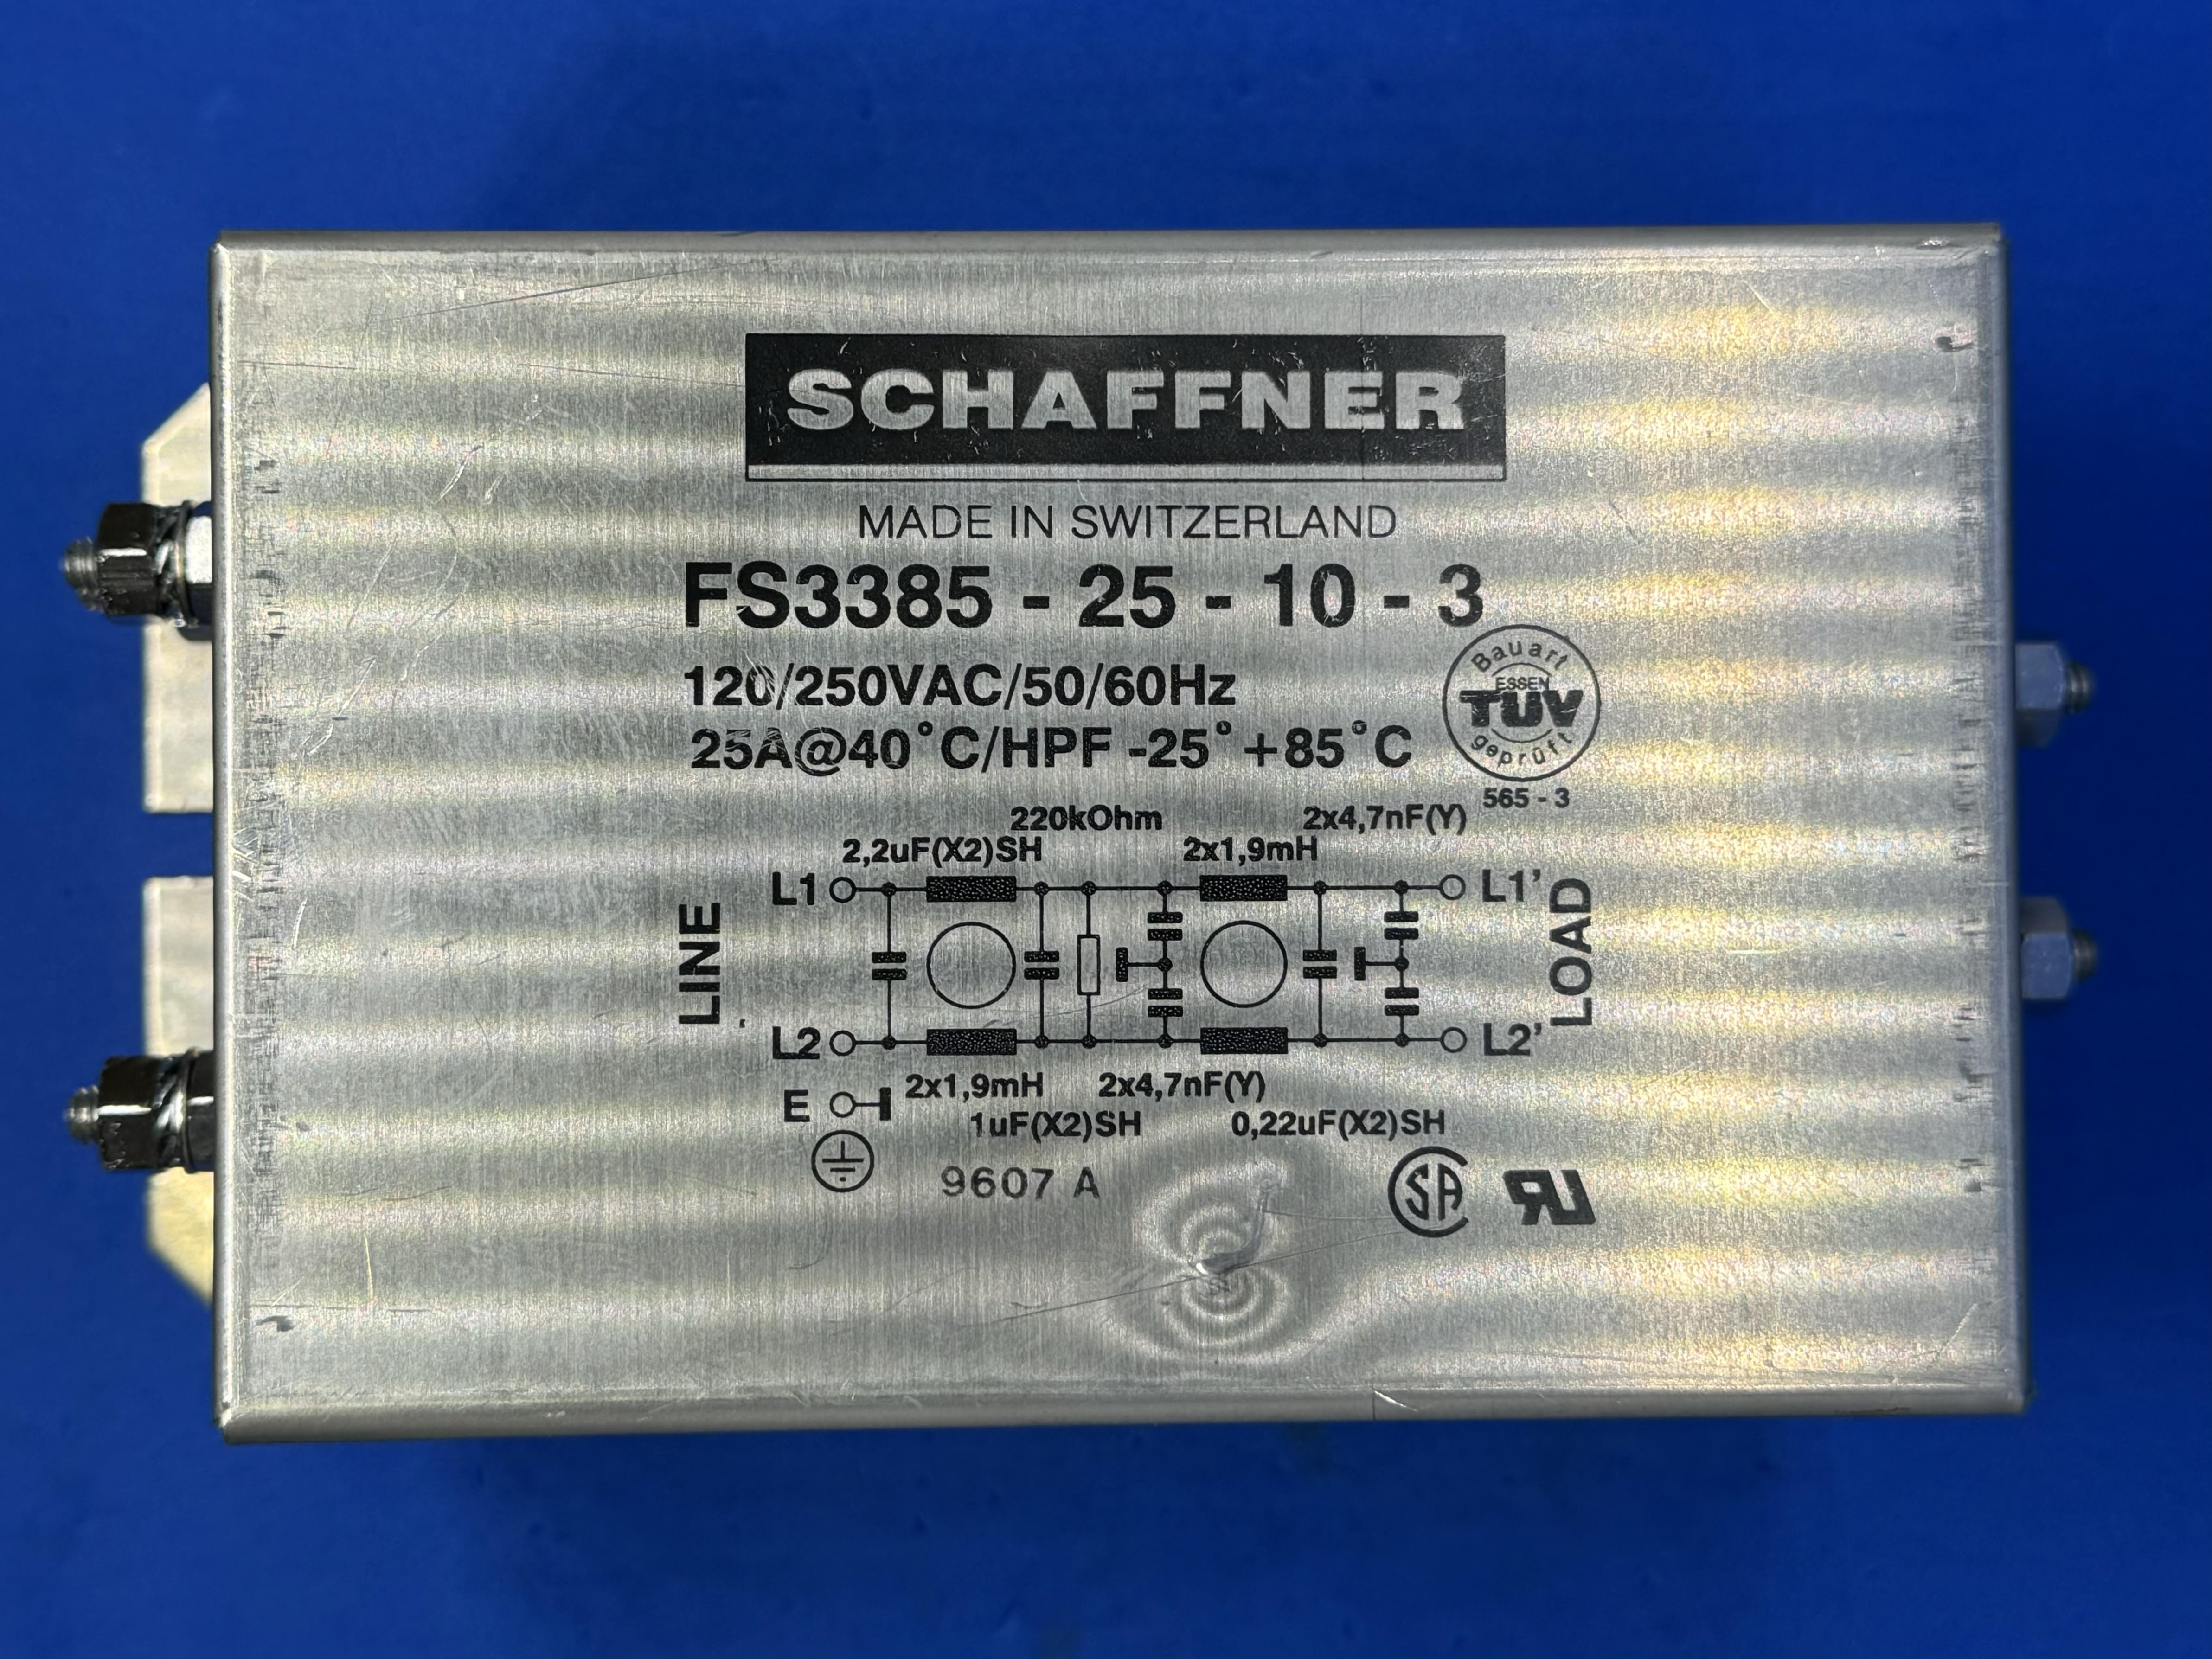 SCHAFFNER
MADE IN SWITZERLAND
FS3385 - 25 - 10 - 3
120/250VAC/50/60Hz
25A@40°C/HPF -25°+85°C
Bauart
ESSEN
TÜV
geprüft
565 - 3
220kOhm 2x4,7nF(Y)
2,2uF(X2)SH 2x1,9mH
L1 L1'
LINE
LOAD
L2 L2'
E 2x1,9mH 2x4,7nF(Y)
1uF(X2)SH 0,22uF(X2)SH
9607 A
SA
RU